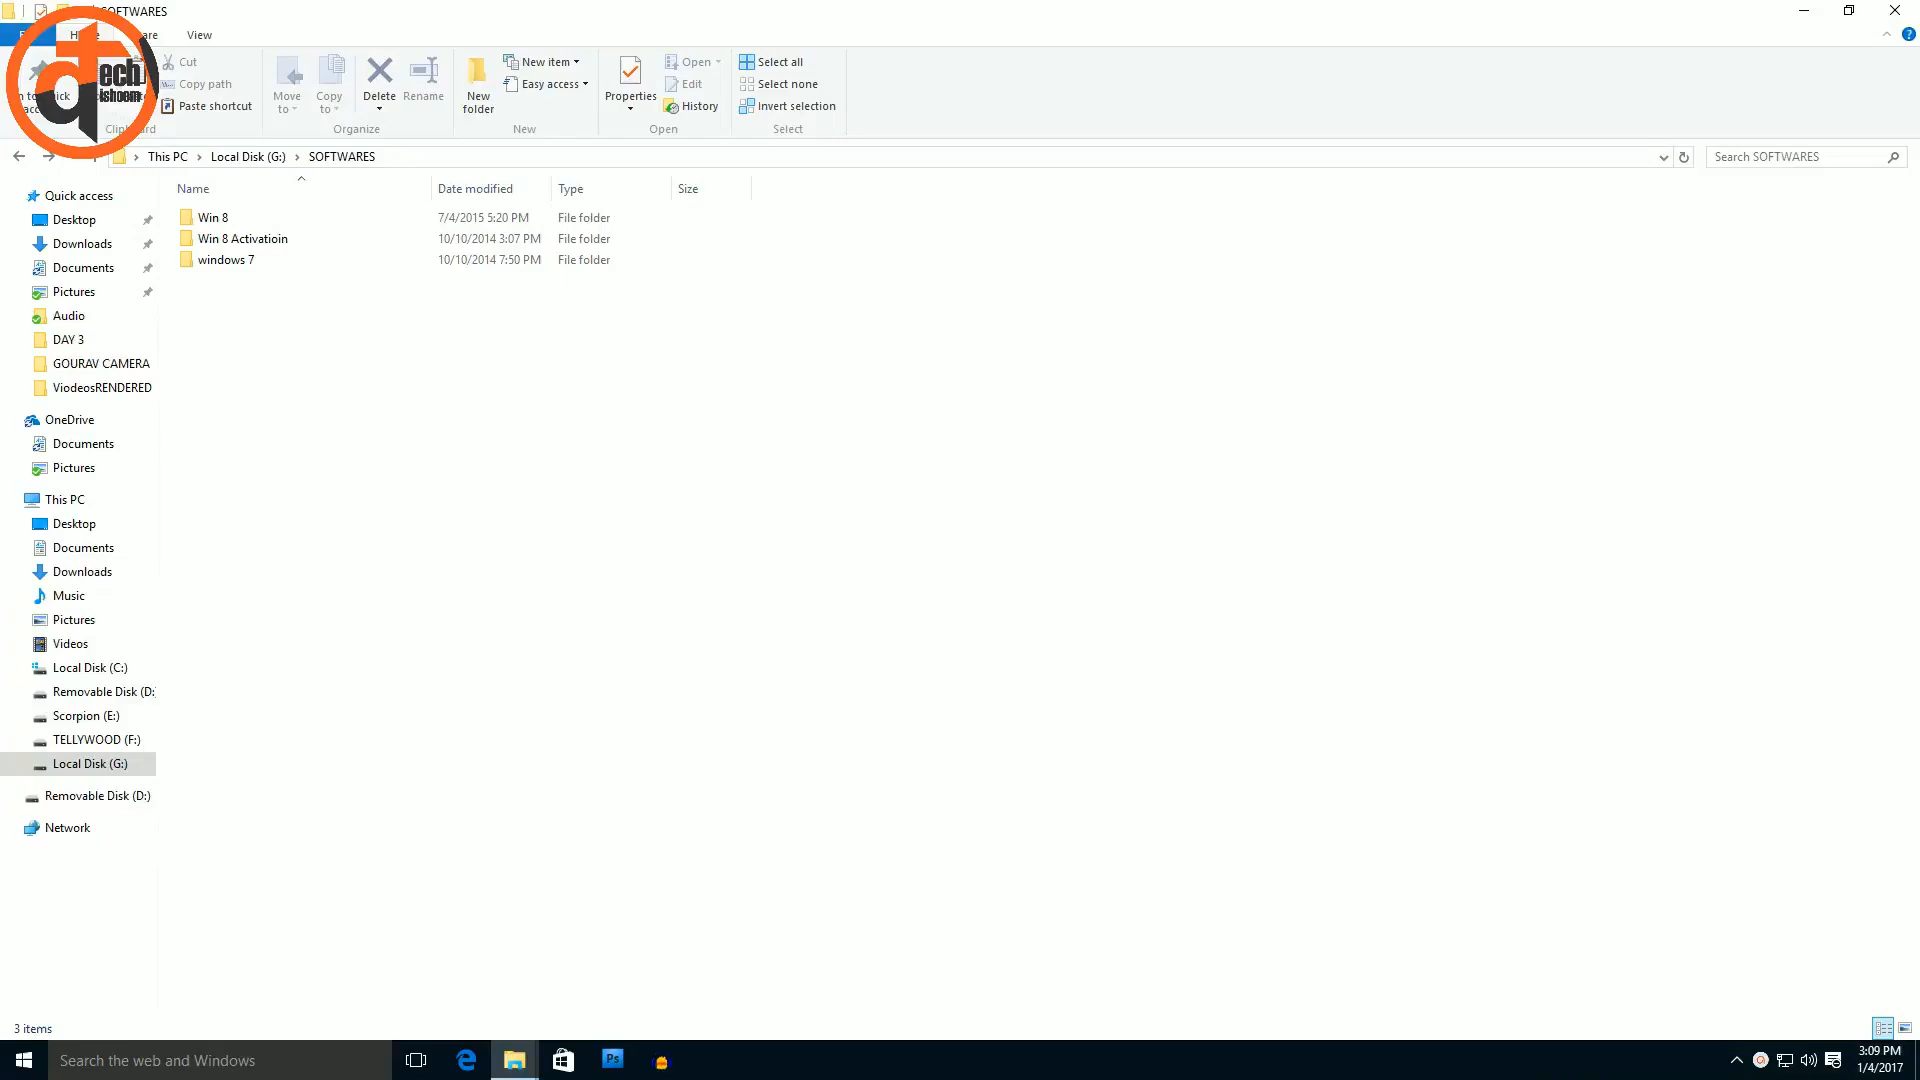 SOFTWARES
View
tech
ishoom
Cut
Copy path
Paste shortcut
Move to
Copy to
Delete
Rename
New folder
New item
Easy access
Properties
Open
Edit
History
Select all
Select none
Invert selection
Organize
New
Open
Select
This PC
Local Disk (G:)
SOFTWARES
Search SOFTWARES
Name
Date modified
Type
Size
Win 8
7/4/2015 5:20 PM
File folder
Win 8 Activatioin
10/10/2014 3:07 PM
File folder
windows 7
10/10/2014 7:50 PM
File folder
Quick access
Desktop
Downloads
Documents
Pictures
Audio
DAY 3
GOURAV CAMERA
ViodeosRENDERED
OneDrive
Documents
Pictures
This PC
Desktop
Documents
Downloads
Music
Pictures
Videos
Local Disk (C:)
Removable Disk (D:
Scorpion (E:)
TELLYWOOD (F:)
Local Disk (G:)
Removable Disk (D:)
Network
3 items
Search the web and Windows
Ps
3:09 PM
1/4/2017